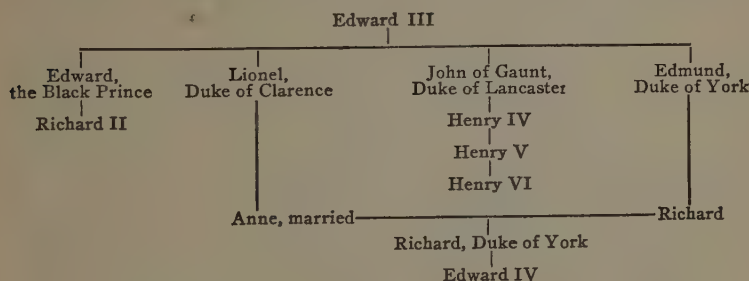 Edward III
Edward,
the Black Prince
Lionel,
Duke of Clarence
John of Gaunt,
Duke of Lancaster
Edmund,
Duke of York
Richard II
Henry IV
Henry V
Henry VI
Anne, married
Richard
Richard, Duke of York
Edward IV